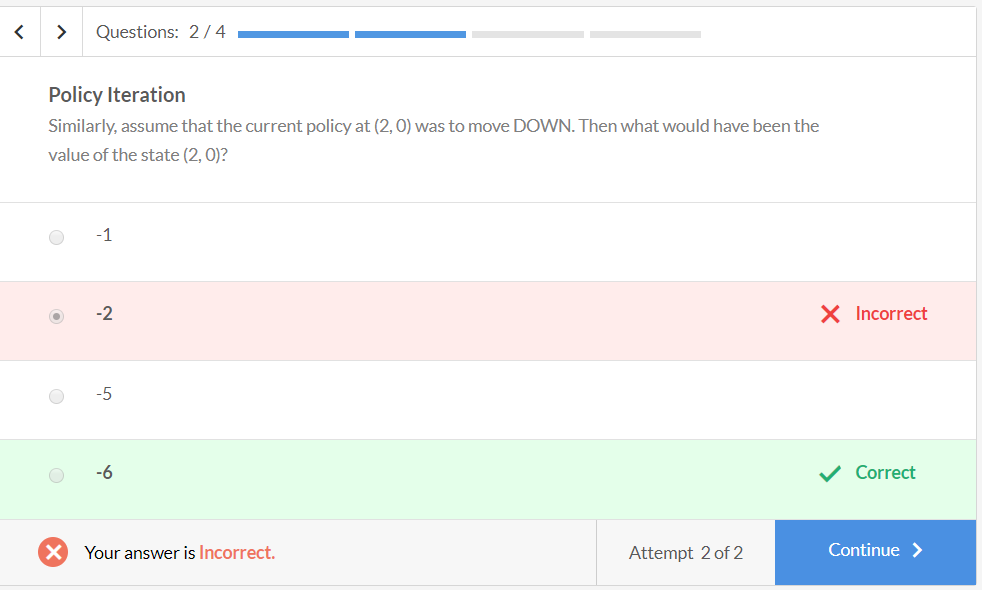 Questions: 2 / 4
Policy Iteration
Similarly, assume that the current policy at (2, 0) was to move DOWN. Then what would have been the
value of the state (2, 0)?
-1
-2 Incorrect
-5
-6 Correct
Your answer is Incorrect. Attempt 2 of 2 Continue